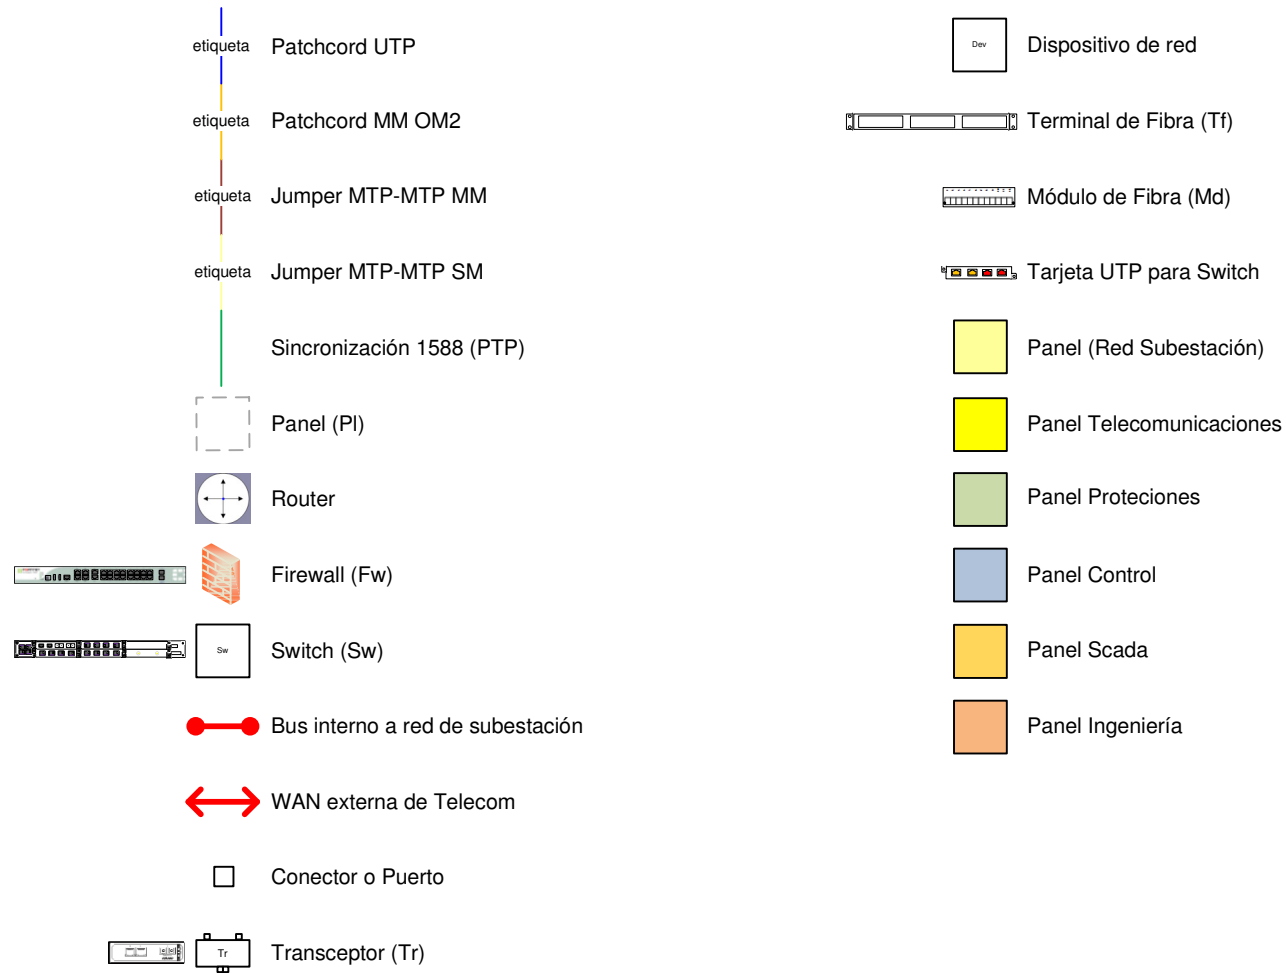 etiqueta
Patchcord UTP
etiqueta
Patchcord MM OM2
etiqueta
Jumper MTP-MTP MM
etiqueta
Jumper MTP-MTP SM
Sincronización 1588 (PTP)
Panel (Pl)
Router
Firewall (Fw)
Sw
Switch (Sw)
Bus interno a red de subestación
WAN externa de Telecom
Conector o Puerto
Tr
Transceptor (Tr)
Dev
Dispositivo de red
Terminal de Fibra (Tf)
Módulo de Fibra (Md)
Tarjeta UTP para Switch
Panel (Red Subestación)
Panel Telecomunicaciones
Panel Proteciones
Panel Control
Panel Scada
Panel Ingeniería